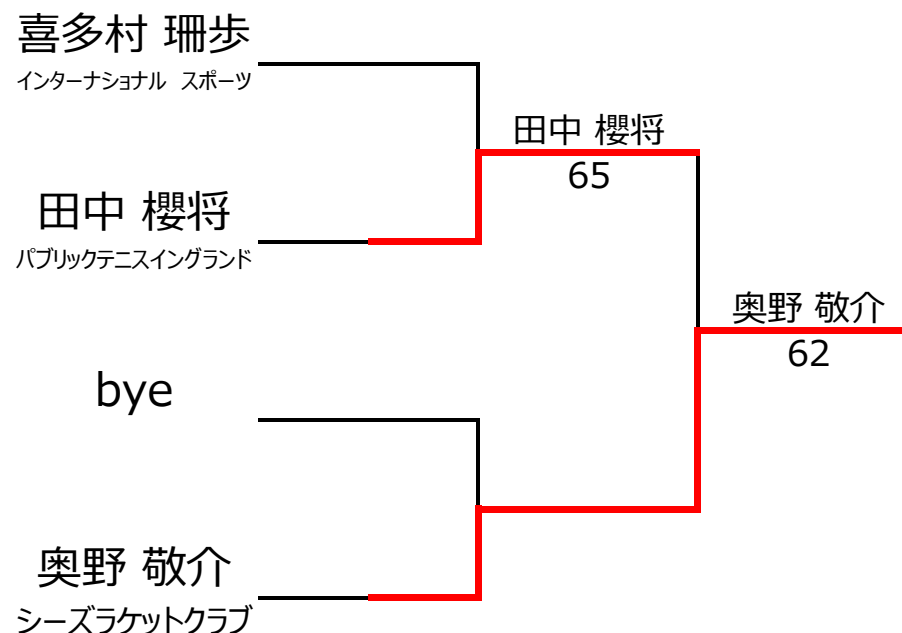 喜多村 珊歩
インターナショナル スポーツ
田中 櫻将
65
田中 櫻将
パブリックテニスイングランド
奥野 敬介
62
bye
奥野 敬介
シーズラケットクラブ